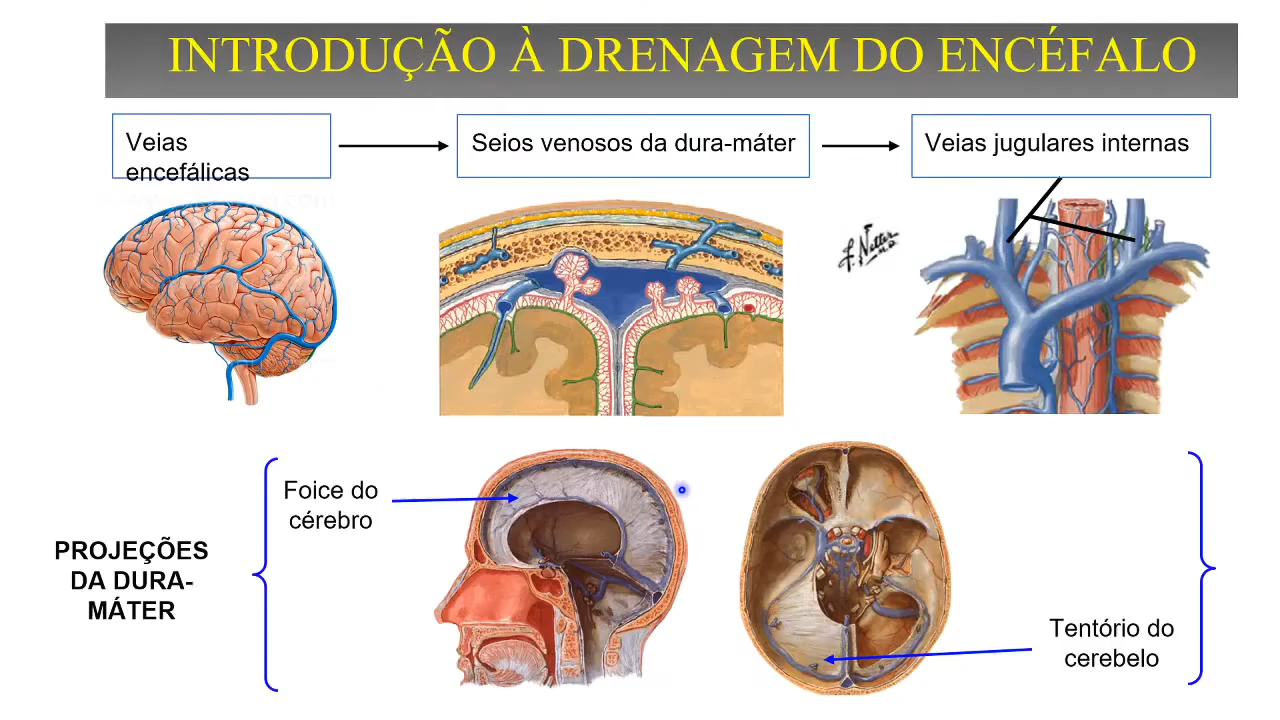 INTRODUÇÃO À DRENAGEM DO ENCÉFALO
Veias
encefálicas
Seios venosos da dura-máter
Veias jugulares internas
F. Netter
M.D.
Foice do
cérebro
PROJEÇÕES
DA DURA-
MÁTER
Tentório do
cerebelo